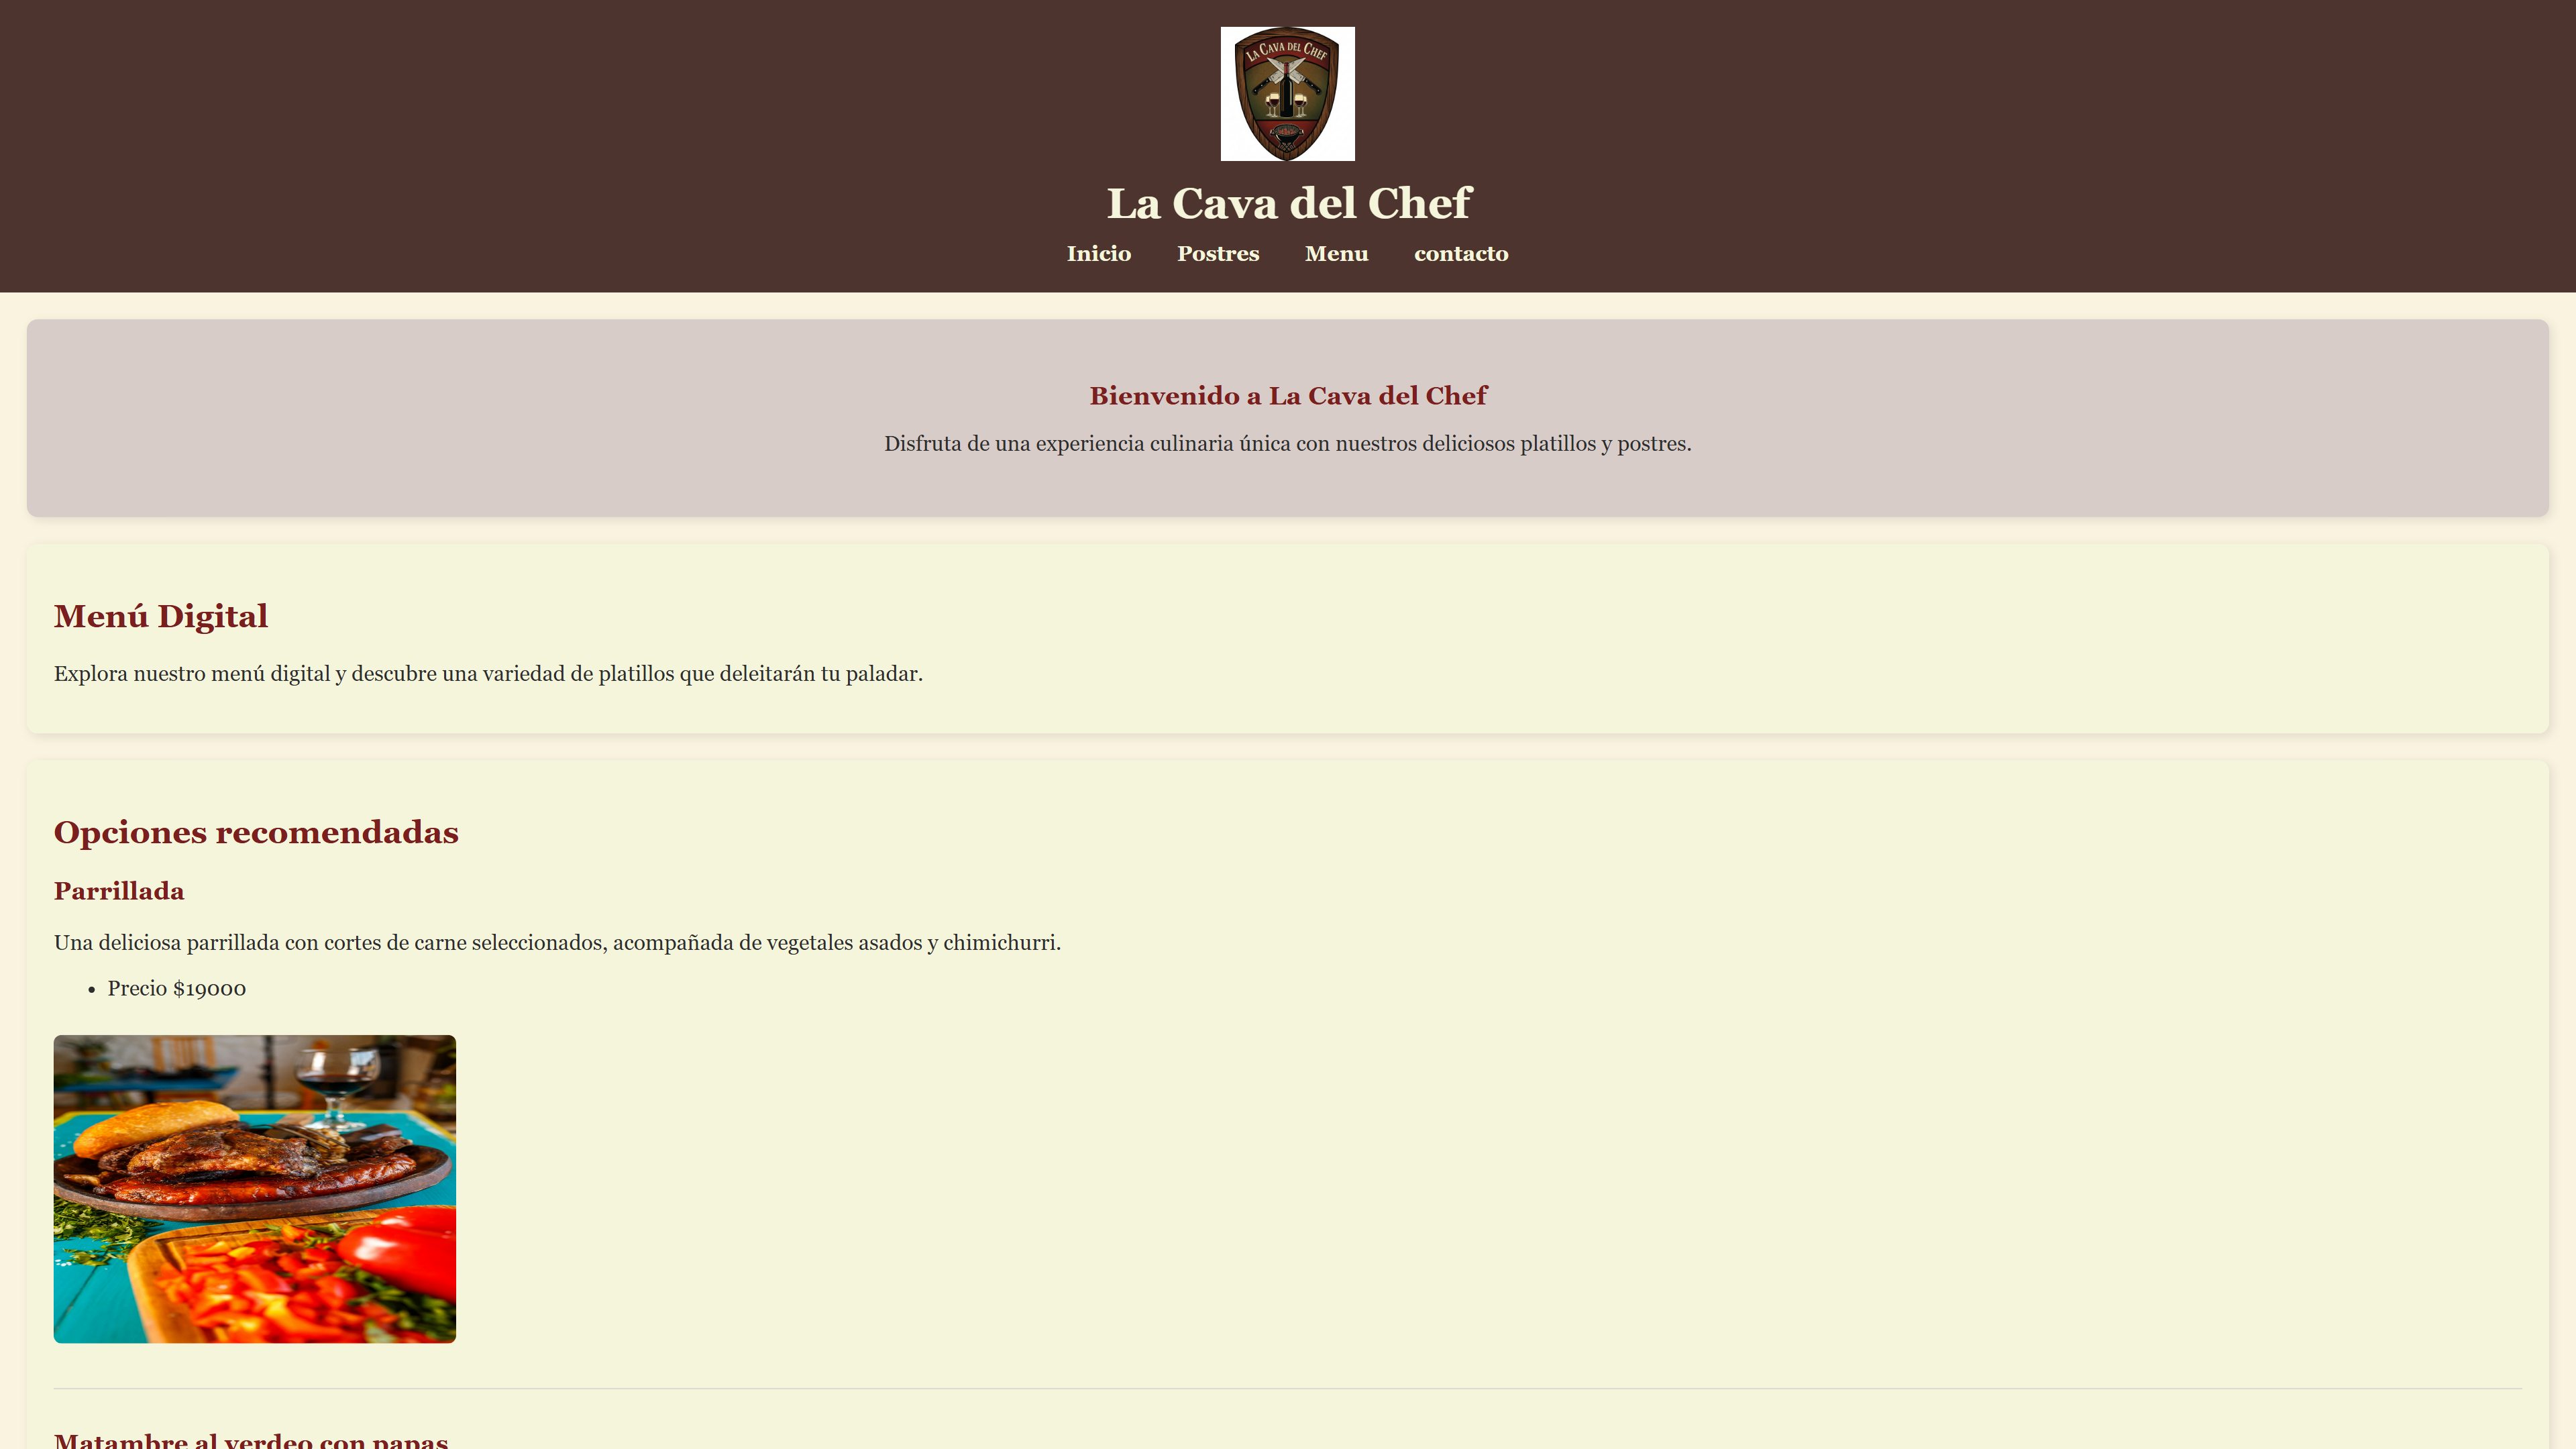 LA CAVA DEL CHEF
La Cava del Chef
Inicio Postres Menu contacto
Bienvenido a La Cava del Chef
Disfruta de una experiencia culinaria única con nuestros deliciosos platillos y postres.
Menú Digital
Explora nuestro menú digital y descubre una variedad de platillos que deleitarán tu paladar.
Opciones recomendadas
Parrillada
Una deliciosa parrillada con cortes de carne seleccionados, acompañada de vegetales asados y chimichurri.
• Precio $19000
Matambre al verdeo con papas